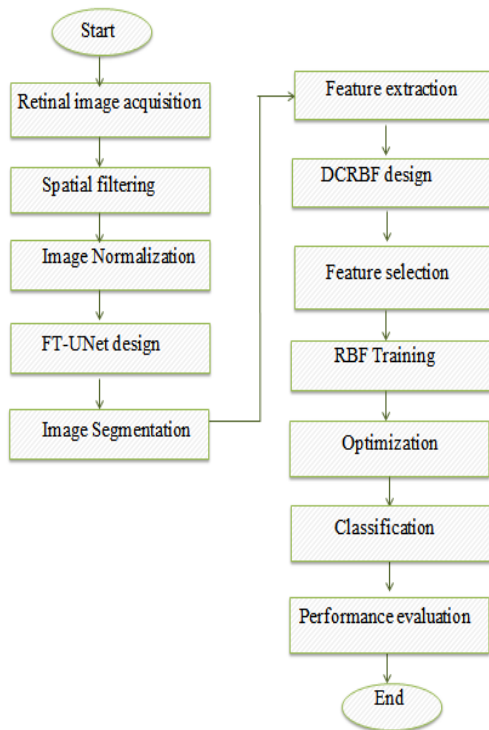 Start
Retinal image acquisition
Spatial filtering
Image Normalization
FT-UNet design
Image Segmentation
Feature extraction
DCRBF design
Feature selection
RBF Training
Optimization
Classification
Performance evaluation
End